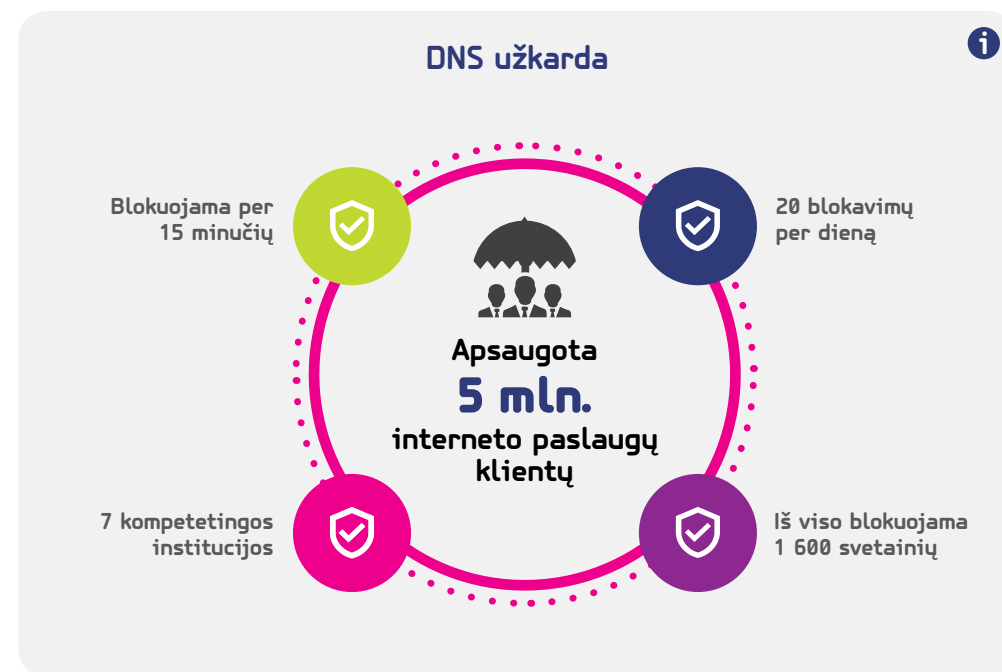 DNS užkarda
i
Blokuojama per
15 minučių
20 blokavimų
per dieną
Apsaugota
5 mln.
interneto paslaugų
klientų
7 kompetetingos
institucijos
Iš viso blokuojama
1 600 svetainių